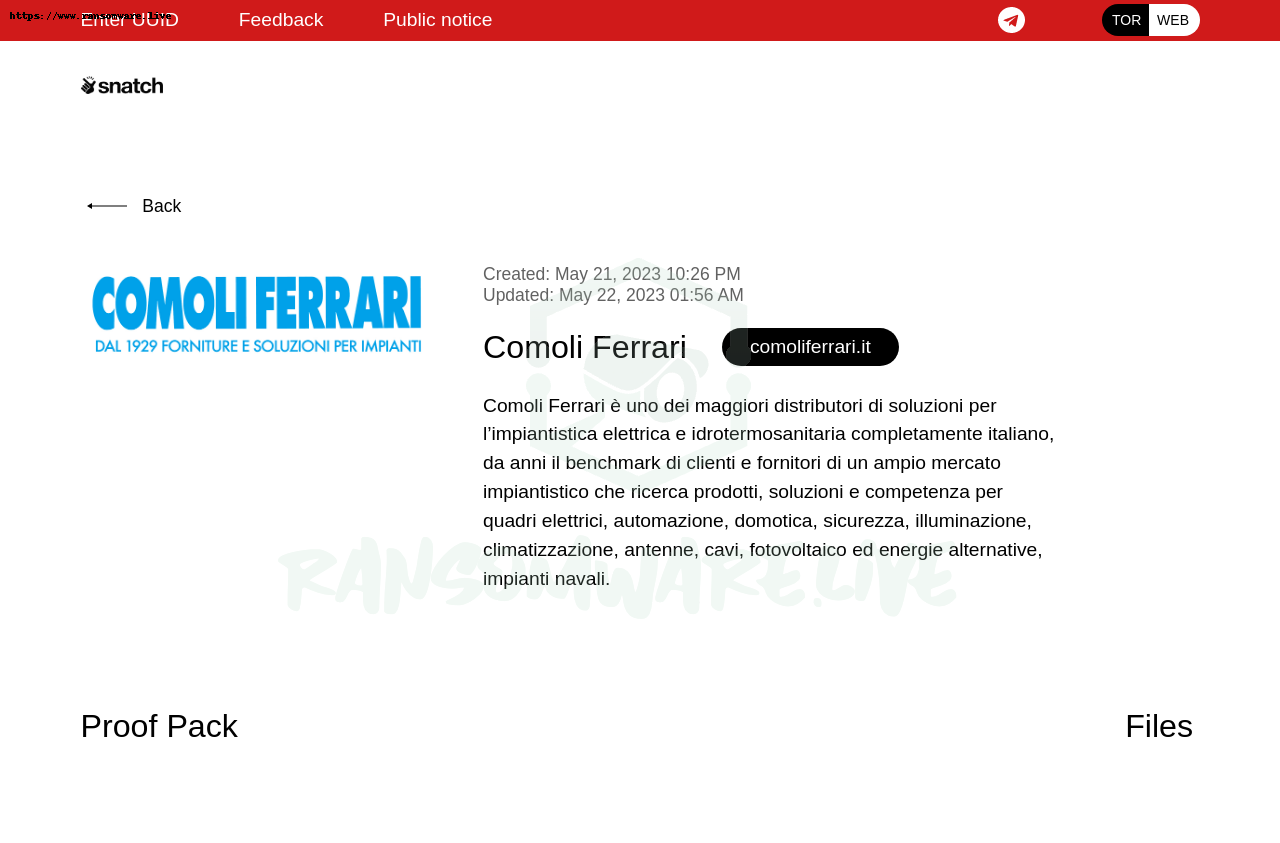 https://www.ransomware.live
Enter UUID
Feedback
Public notice
TOR
WEB
snatch
Back
COMOLI FERRARI
DAL 1929 FORNITURE E SOLUZIONI PER IMPIANTI
Created: May 21, 2023 10:26 PM
Updated: May 22, 2023 01:56 AM
Comoli Ferrari
comoliferrari.it
Comoli Ferrari è uno dei maggiori distributori di soluzioni per
l’impiantistica elettrica e idrotermosanitaria completamente italiano,
da anni il benchmark di clienti e fornitori di un ampio mercato
impiantistico che ricerca prodotti, soluzioni e competenza per
quadri elettrici, automazione, domotica, sicurezza, illuminazione,
climatizzazione, antenne, cavi, fotovoltaico ed energie alternative,
impianti navali.
RANSOMWARE.LIVE
Proof Pack
Files